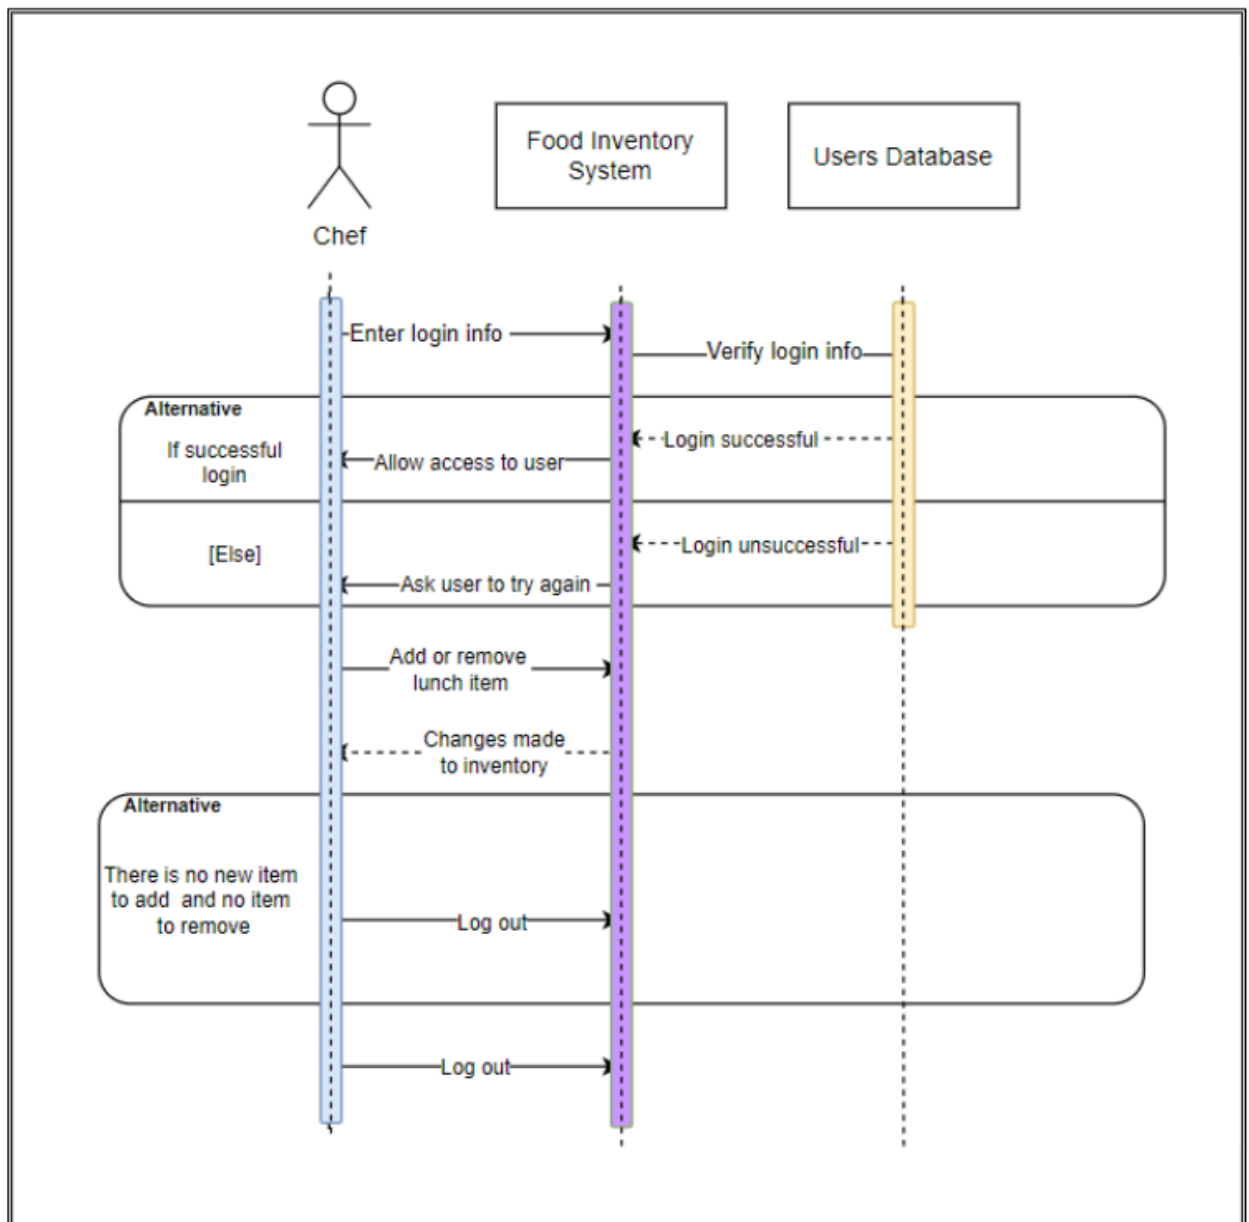 Food Inventory
System
Users Database
Chef
Enter login info
Verify login info
Alternative
If successful
login
Login successful
Allow access to user
[Else]
Login unsuccessful
Ask user to try again
Add or remove
lunch item
Changes made
to inventory
Alternative
There is no new item
to add and no item
to remove
Log out
Log out